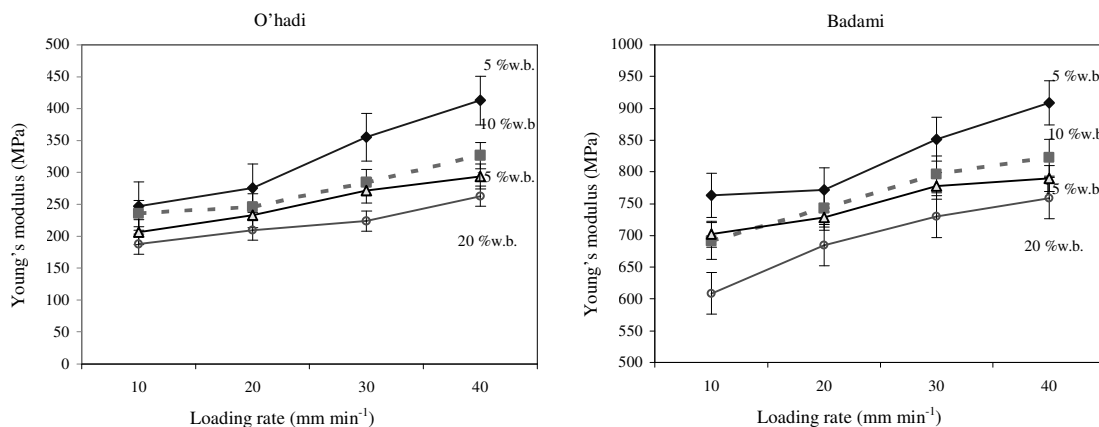 O'hadi
Young's modulus (MPa)
500
450
400
350
300
250
200
150
100
50
0
5 %w.b.
10 %w.b
5 %w.b.
20 %w.b.
10 20 30 40
Loading rate (mm min-1)
Badami
Young's modulus (MPa)
1000
950
900
850
800
750
700
650
600
550
500
5 %w.b
10 %w.b
5 %w.b
20 %w.b.
10 20 30 40
Loading rate (mm min-1)